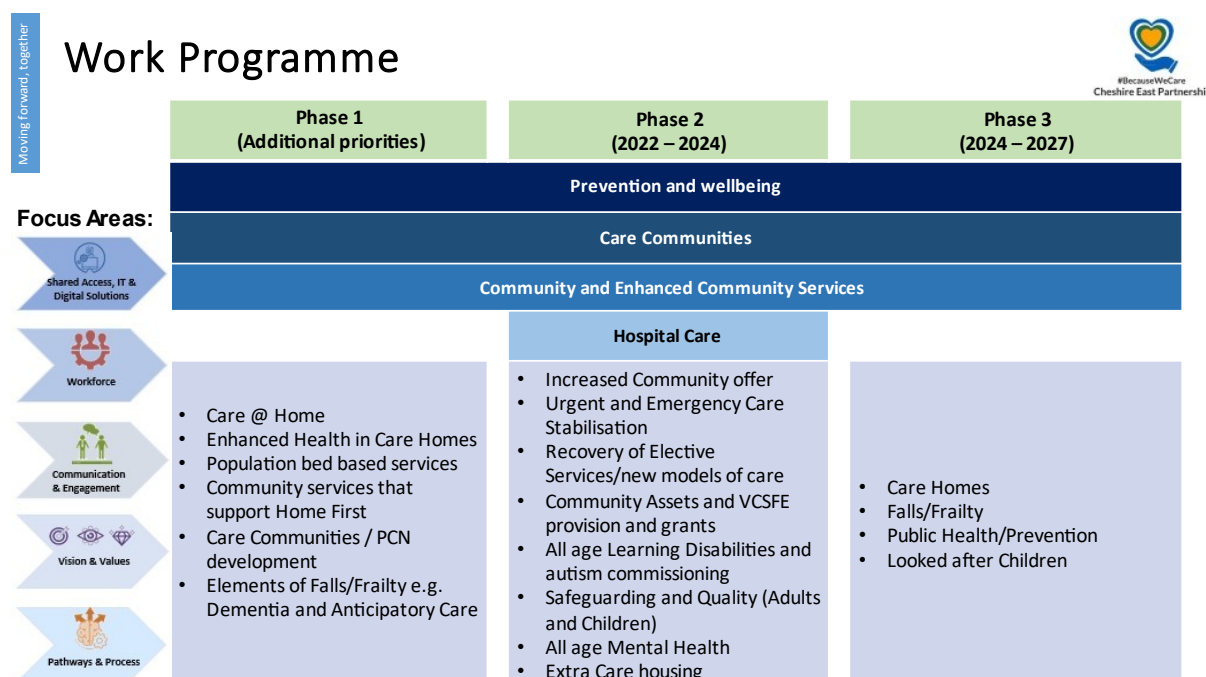 Moving forward, together
Work Programme
#BecauseWeCare
Cheshire East Partnershi
Phase 1
(Additional priorities)
Phase 2
(2022 – 2024)
Phase 3
(2024 – 2027)
Prevention and wellbeing
Care Communities
Community and Enhanced Community Services
Focus Areas:
Shared Access, IT &
Digital Solutions
Workforce
Communication
& Engagement
Vision & Values
Pathways & Process
• Care @ Home
• Enhanced Health in Care Homes
• Population bed based services
• Community services that
support Home First
• Care Communities / PCN
development
• Elements of Falls/Frailty e.g.
Dementia and Anticipatory Care
Hospital Care
• Increased Community offer
• Urgent and Emergency Care
Stabilisation
• Recovery of Elective
Services/new models of care
• Community Assets and VCSFE
provision and grants
• All age Learning Disabilities and
autism commissioning
• Safeguarding and Quality (Adults
and Children)
• All age Mental Health
• Extra Care housing
• Care Homes
• Falls/Frailty
• Public Health/Prevention
• Looked after Children